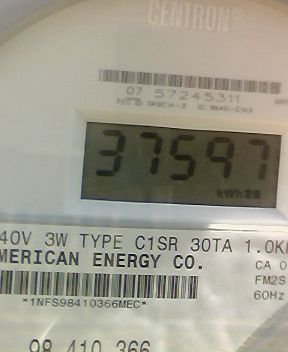 CENTRON®
07 57245311
37597
kWh
40V 3W TYPE C1SR 30TA 1.0K
MERICAN ENERGY CO.
CA 0
FM2S
60Hz
*1NFS98410366MEC*
98 410 366